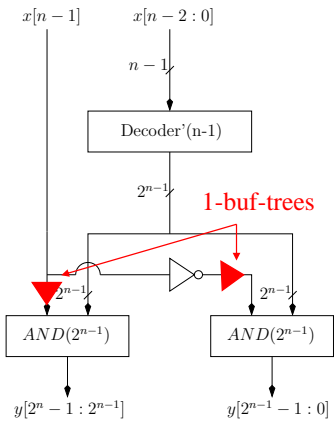 x[n − 1] x[n − 2 : 0]
n − 1
Decoder'(n-1)
2^{n−1}
1-buf-trees
2^{n−1} 2^{n−1}
AND(2^{n−1}) AND(2^{n−1})
y[2^n − 1 : 2^{n−1}] y[2^{n−1} − 1 : 0]